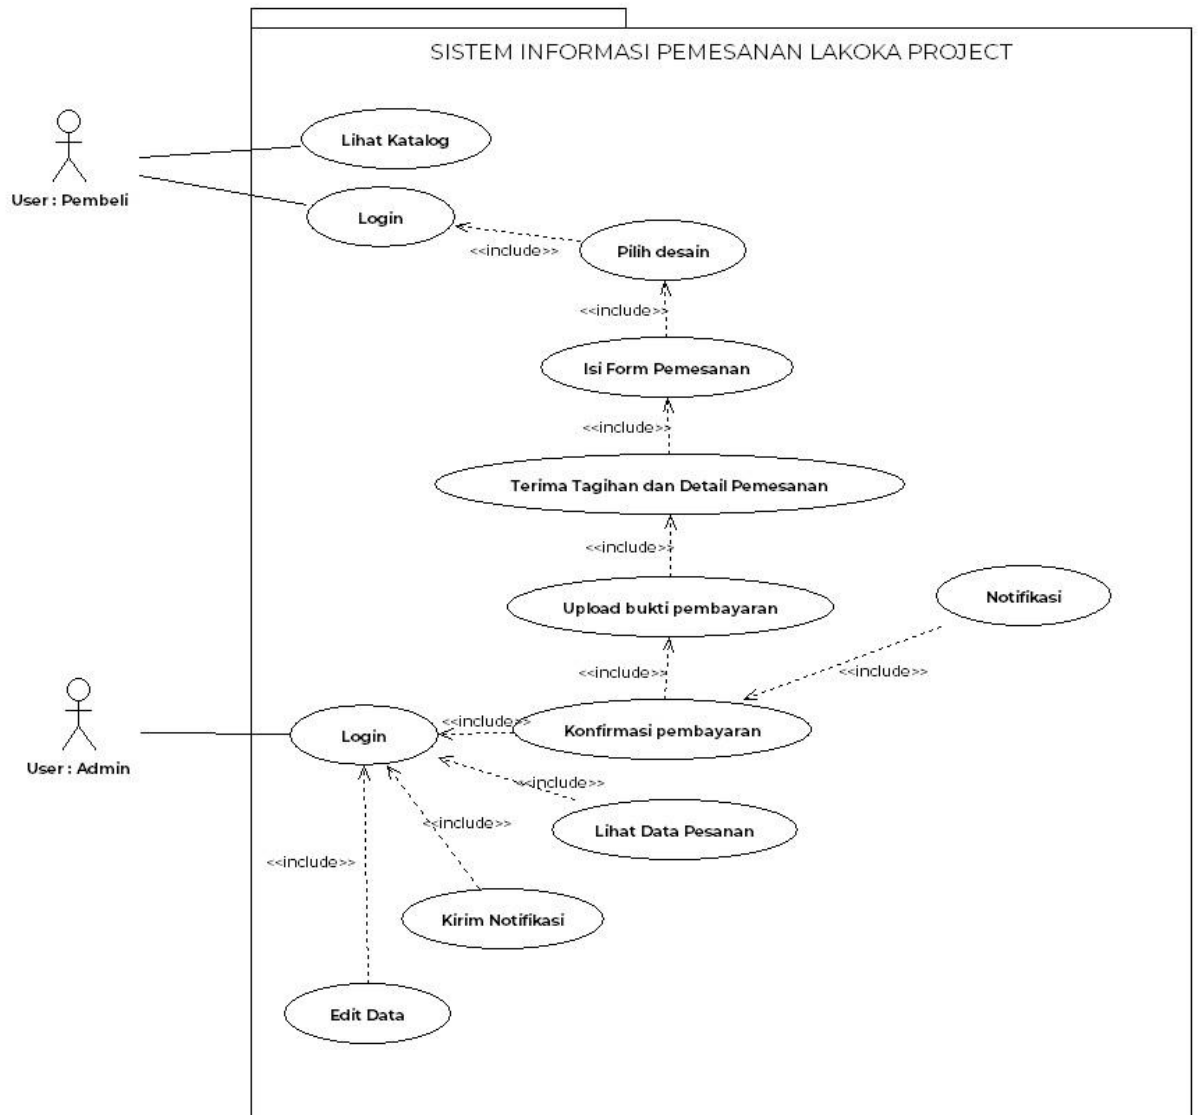 SISTEM INFORMASI PEMESANAN LAKOKA PROJECT
Lihat Katalog
User : Pembeli
Login
<<include>>
Pilih desain
<<include>>
Isi Form Pemesanan
<<include>>
Terima Tagihan dan Detail Pemesanan
<<include>>
Upload bukti pembayaran
Notifikasi
<<include>>
<<include>>
User : Admin
Login
<<include>>
Konfirmasi pembayaran
<<include>>
Lihat Data Pesanan
<<include>>
<<include>>
Kirim Notifikasi
Edit Data